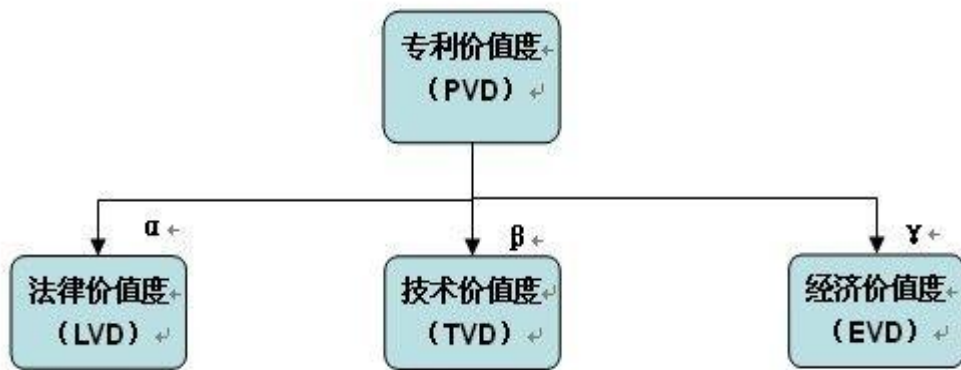 专利价值度
（PVD）
α
β
γ
法律价值度
（LVD）
技术价值度
（TVD）
经济价值度
（EVD）